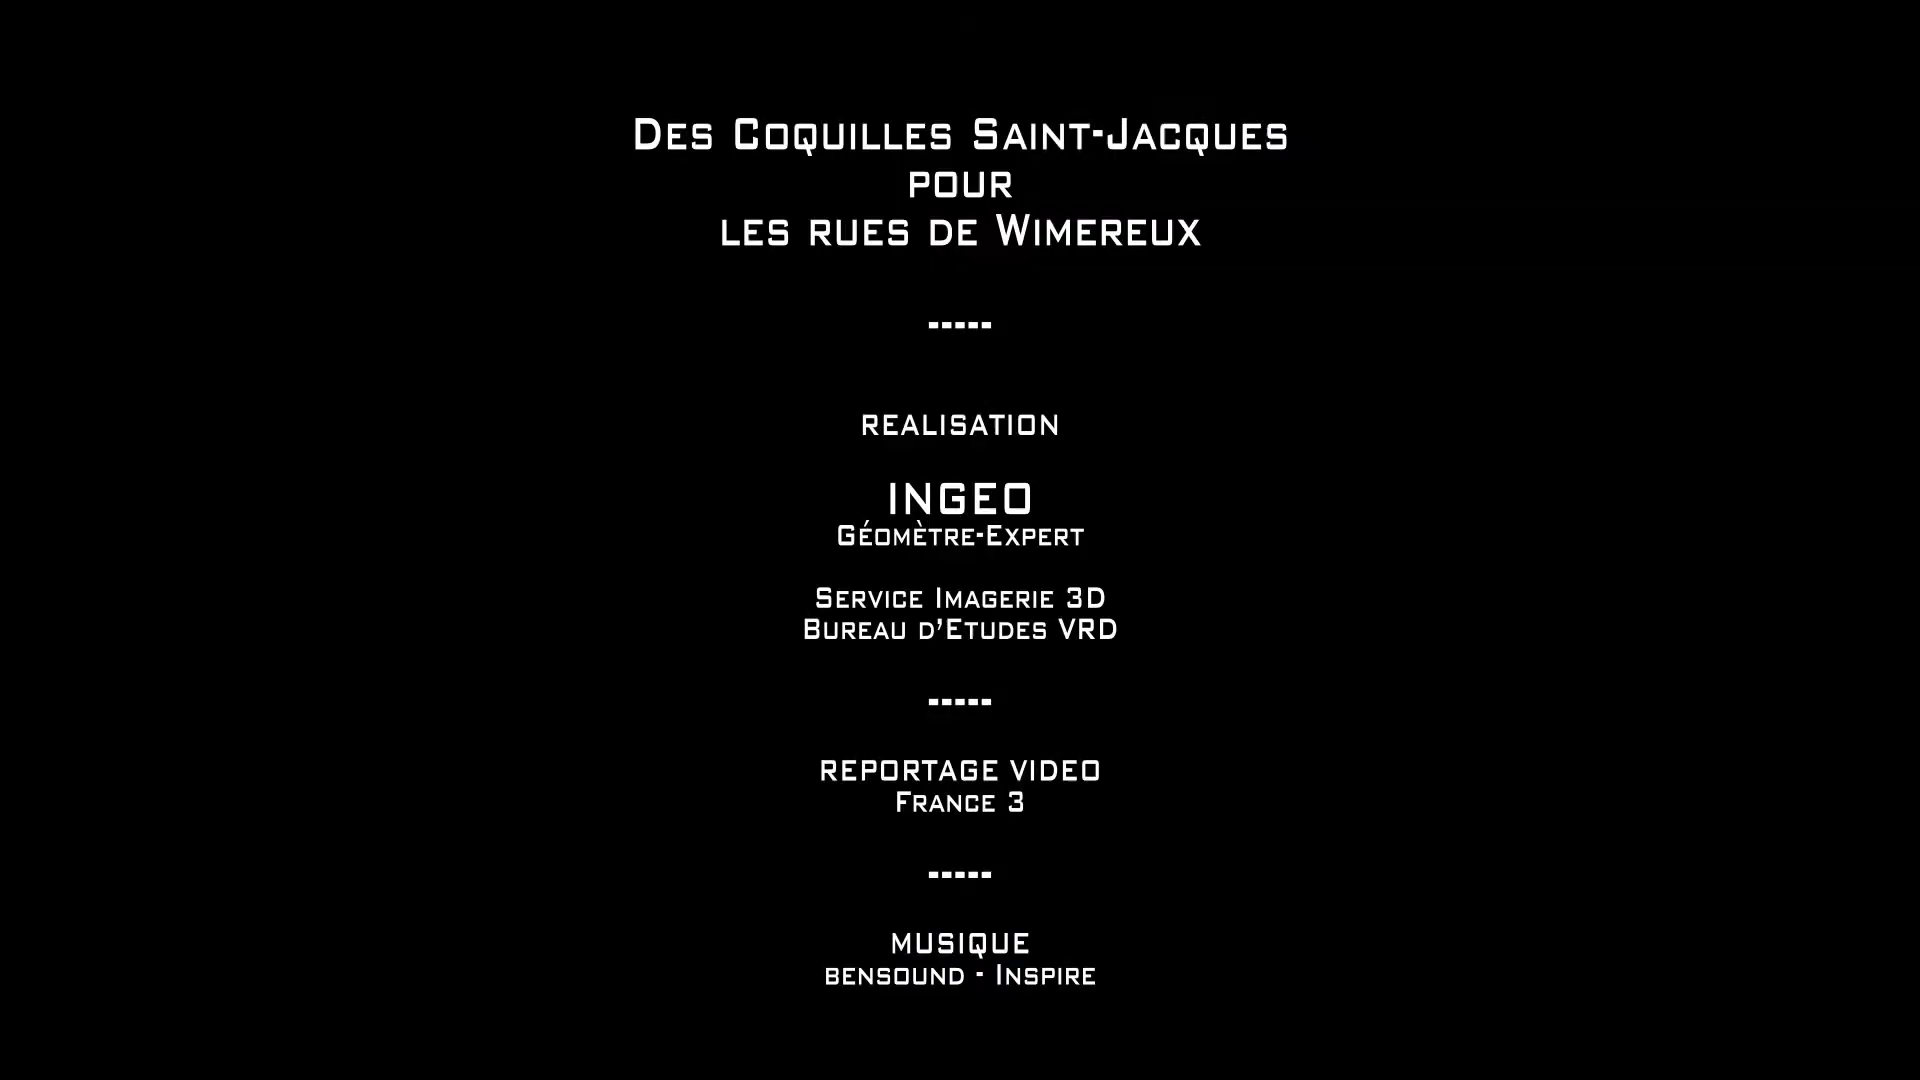 Des Coquilles Saint-Jacques
pour
les rues de Wimereux
-----
REALISATION
INGEO
Géomètre-Expert
Service Imagerie 3D
Bureau d'Etudes VRD
-----
REPORTAGE VIDEO
France 3
-----
MUSIQUE
bensound - Inspire